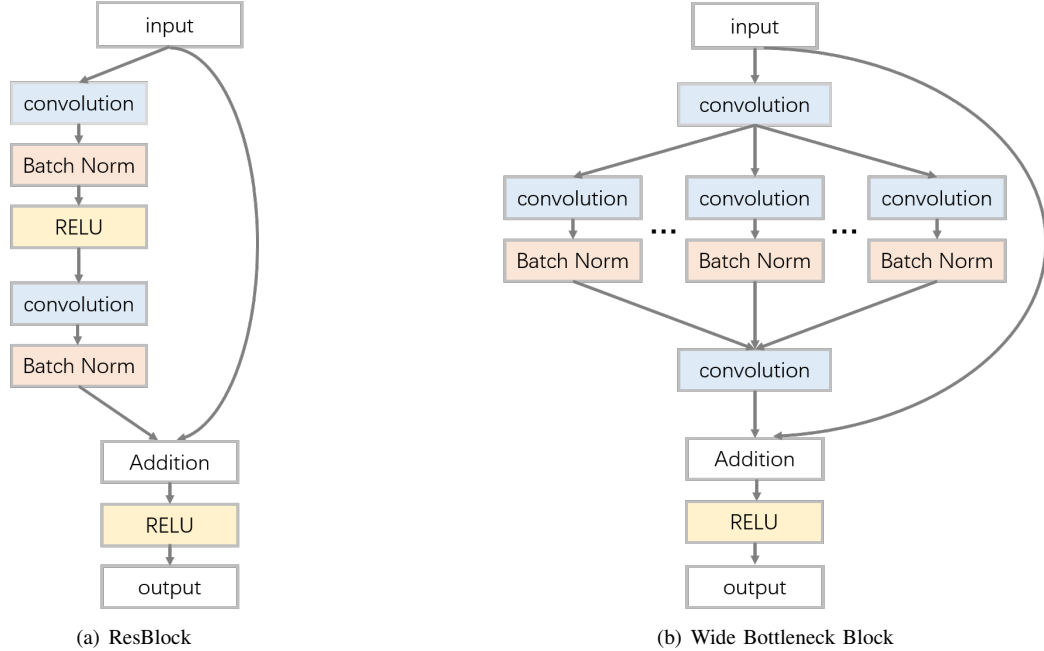 input
convolution
Batch Norm
RELU
convolution
Batch Norm
Addition
RELU
output
(a) ResBlock
input
convolution
convolution
convolution
convolution
...
...
Batch Norm
Batch Norm
Batch Norm
convolution
Addition
RELU
output
(b) Wide Bottleneck Block